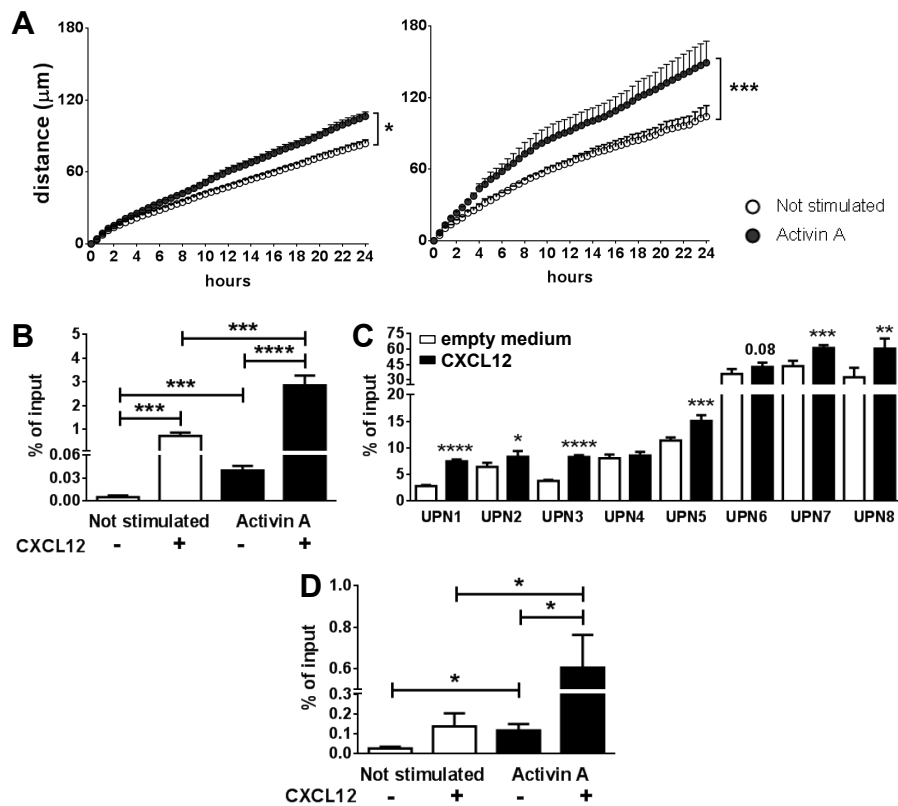 A
distance (μm)
180
120
60
0
0 2 4 6 8 10 12 14 16 18 20 22 24
hours
*
180
120
60
0
0 2 4 6 8 10 12 14 16 18 20 22 24
hours
***
Not stimulated
Activin A
B
% of input
5
4
3
2
1
0.06
0.03
0.00
***
***
***
****
Not stimulated Activin A
CXCL12 - + - +
C
% of input
75
60
45
30
20
15
10
5
0
empty medium
CXCL12
**** * **** *** 0.08 *** **
UPN1 UPN2 UPN3 UPN4 UPN5 UPN6 UPN7 UPN8
D
% of input
1.0
0.8
0.6
0.4
0.3
0.2
0.1
0.0
*
*
*
Not stimulated Activin A
CXCL12 - + - +